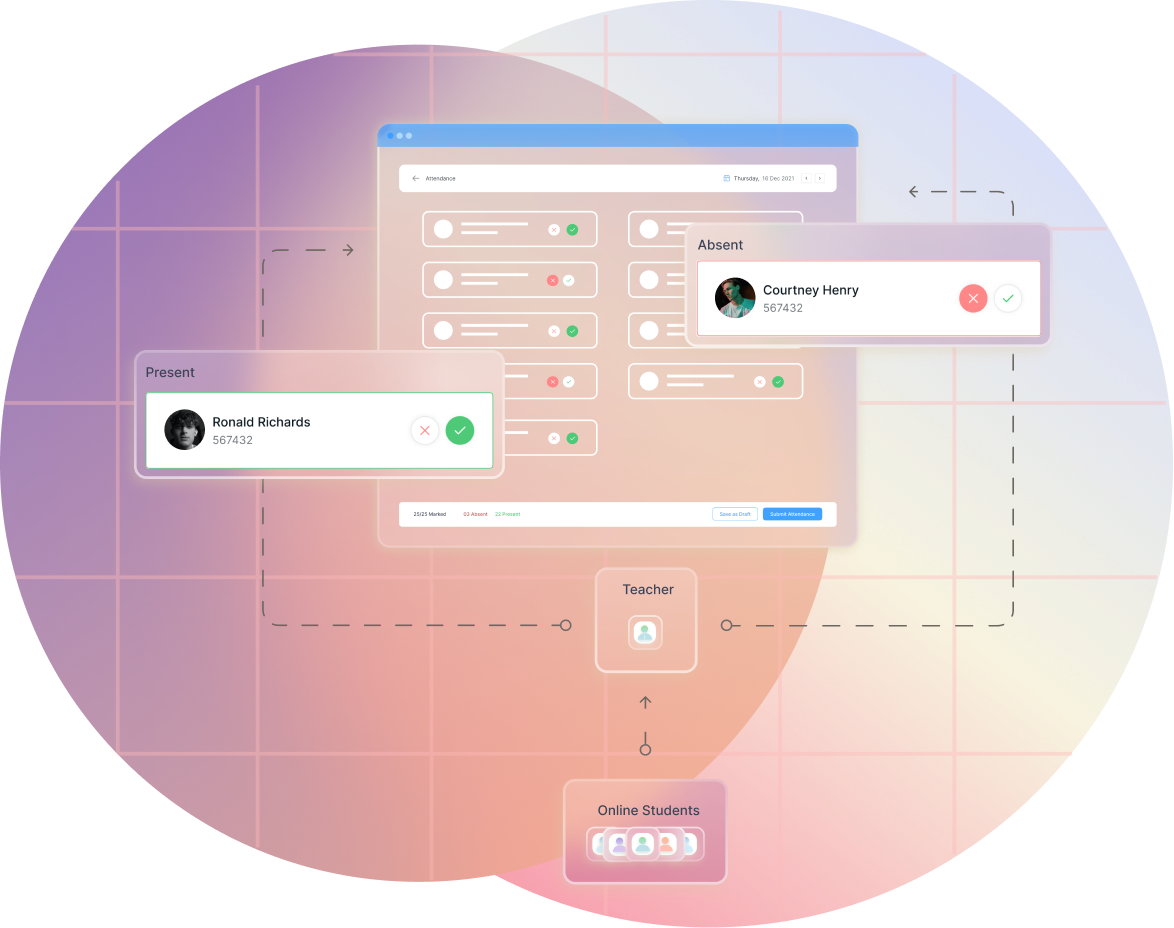 Attendance
Thursday, 16 Dec 2021
Absent
Courtney Henry
567432
Present
Ronald Richards
567432
25/25 Marked
03 Absent
22 Present
Save as Draft
Submit Attendance
Teacher
Online Students